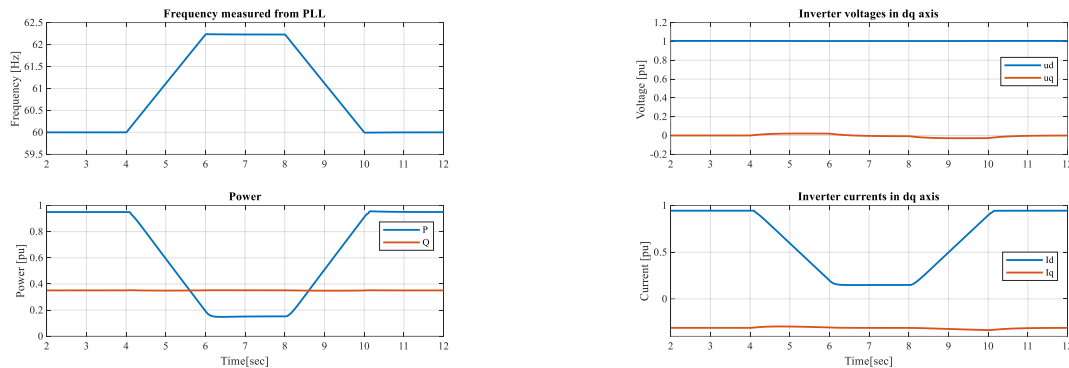 Frequency measured from PLL
Frequency [Hz]
62.5
62
61.5
61
60.5
60
59.5
2 3 4 5 6 7 8 9 10 11 12
Inverter voltages in dq axis
Voltage [pu]
1.2
1
0.8
0.6
0.4
0.2
0
-0.2
ud
uq
2 3 4 5 6 7 8 9 10 11 12
Power
Power [pu]
1
0.8
0.6
0.4
0.2
0
P
Q
2 3 4 5 6 7 8 9 10 11 12
Time[sec]
Inverter currents in dq axis
Current [pu]
1
0.5
0
Id
Iq
2 3 4 5 6 7 8 9 10 11 12
Time[sec]